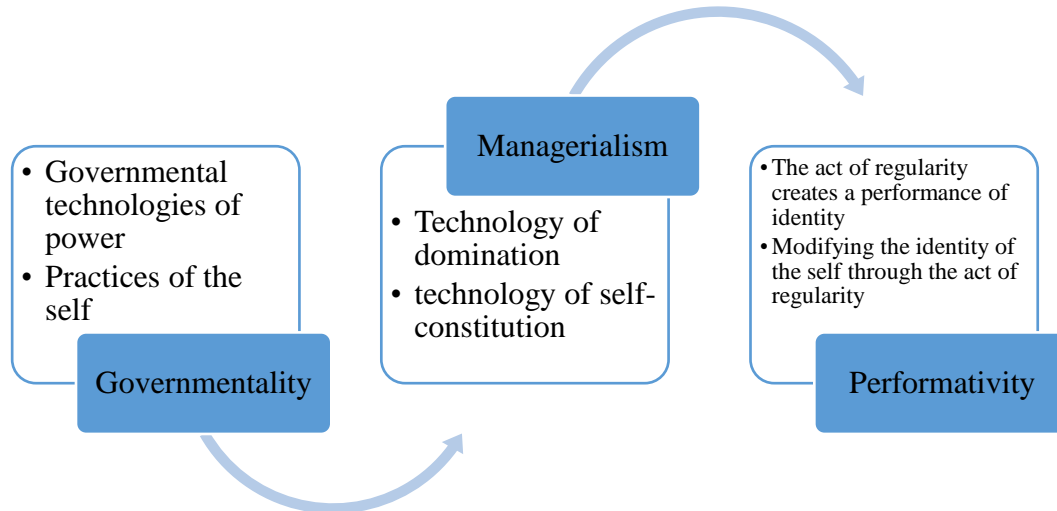 • Governmental
technologies of
power
• Practices of the
self
Governmentality
Managerialism
• Technology of
domination
• technology of self-
constitution
• The act of regularity
creates a performance of
identity
• Modifying the identity of
the self through the act of
regularity
Performativity